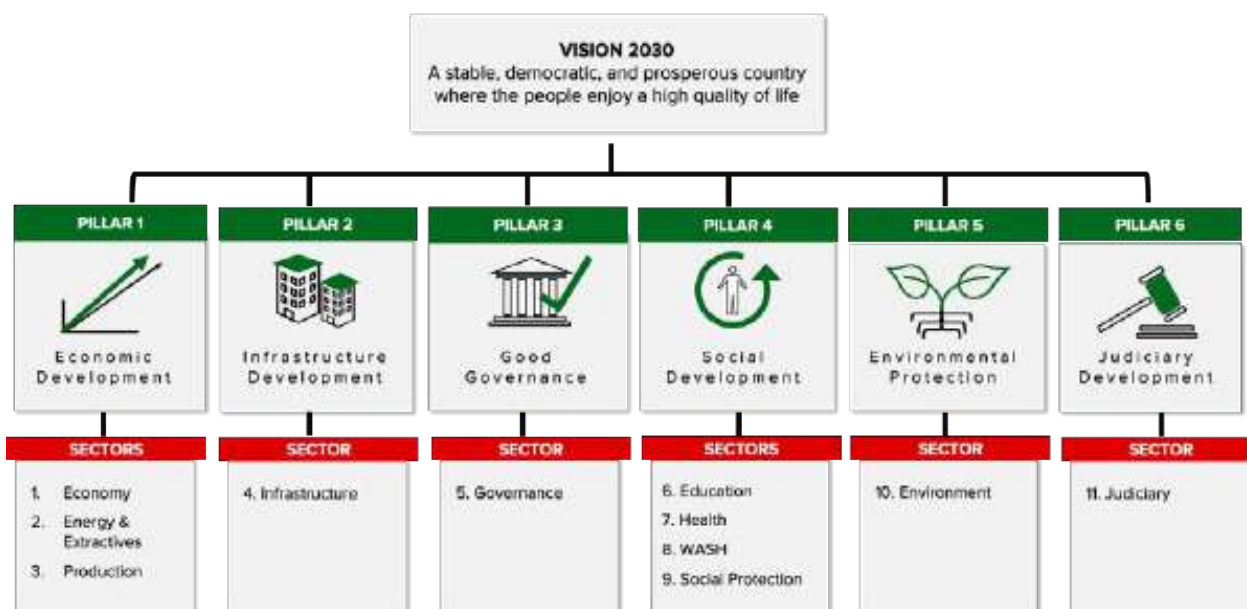 VISION 2030
A stable, democratic, and prosperous country
where the people enjoy a high quality of life
PILLAR 1
Economic
Development
SECTORS
1. Economy
2. Energy &
Extractives
3. Production
PILLAR 2
Infrastructure
Development
SECTOR
4. Infrastructure
PILLAR 3
Good
Governance
SECTOR
5. Governance
PILLAR 4
Social
Development
SECTORS
6. Education
7. Health
8. WASH
9. Social Protection
PILLAR 5
Environmental
Protection
SECTOR
10. Environment
PILLAR 6
Judiciary
Development
SECTOR
11. Judiciary